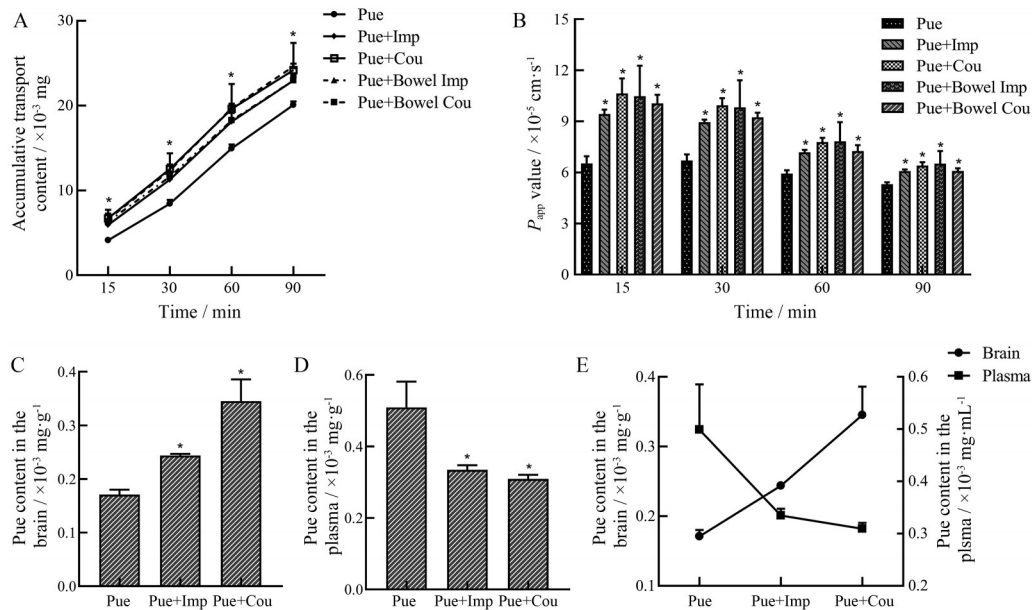 A
Accumulative transport
content / ×10⁻³ mg
30
20
10
0
15 30 60 90
Time / min
* * * *
Pue
Pue+Imp
Pue+Cou
Pue+Bowel Imp
Pue+Bowel Cou
B
Papp value / ×10⁻⁵ cm·s⁻¹
15
12
9
6
3
0
* * * * * * * * * * * * * * * *
15 30 60 90
Time / min
Pue
Pue+Imp
Pue+Cou
Pue+Bowel Imp
Pue+Bowel Cou
C
Pue content in the
brain / ×10⁻³ mg·g⁻¹
0.4
0.3
0.2
0.1
0.0
* *
Pue Pue+Imp Pue+Cou
D
Pue content in the
plasma / ×10⁻³ mg·g⁻¹
0.6
0.4
0.2
0.0
* *
Pue Pue+Imp Pue+Cou
E
Brain
Plasma
Pue content in the
brain / ×10⁻³ mg·g⁻¹
0.4
0.3
0.2
0.1
0.6
0.5
0.4
0.3
0.2
Pue content in the
plasma / ×10⁻³ mg·mL⁻¹
Pue Pue+Imp Pue+Cou